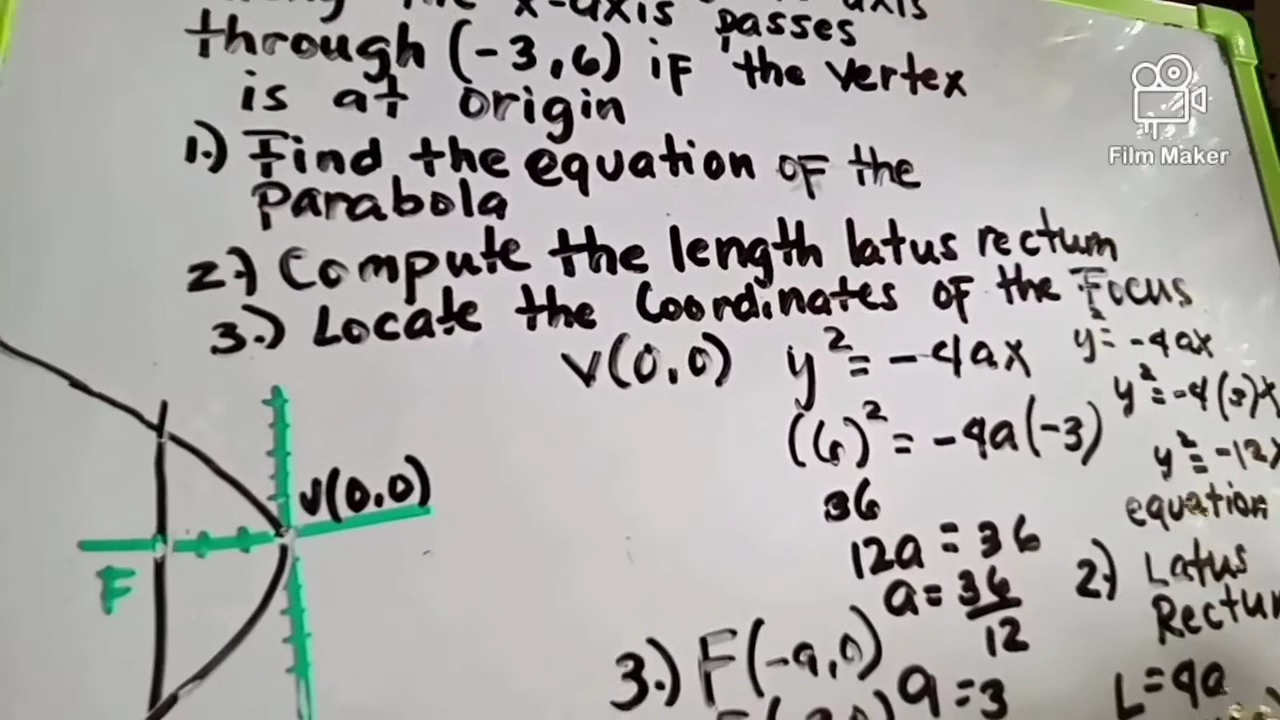 x-axis
passes
through (-3,6) if the vertex
is at origin
1.) Find the equation of the
parabola
2.) Compute the length latus rectum
3.) Locate the coordinates of the Focus
V(0,0) y² = -4ax
(6)² = -4a(-3)
36
12a = 36
a = 36/12
a = 3
y² = -4ax
y² = -4(3)x
y² = -12x
equation
2.) Latus
L = 4a
3.) F(-a,0)
V(0,0)
F
Film Maker